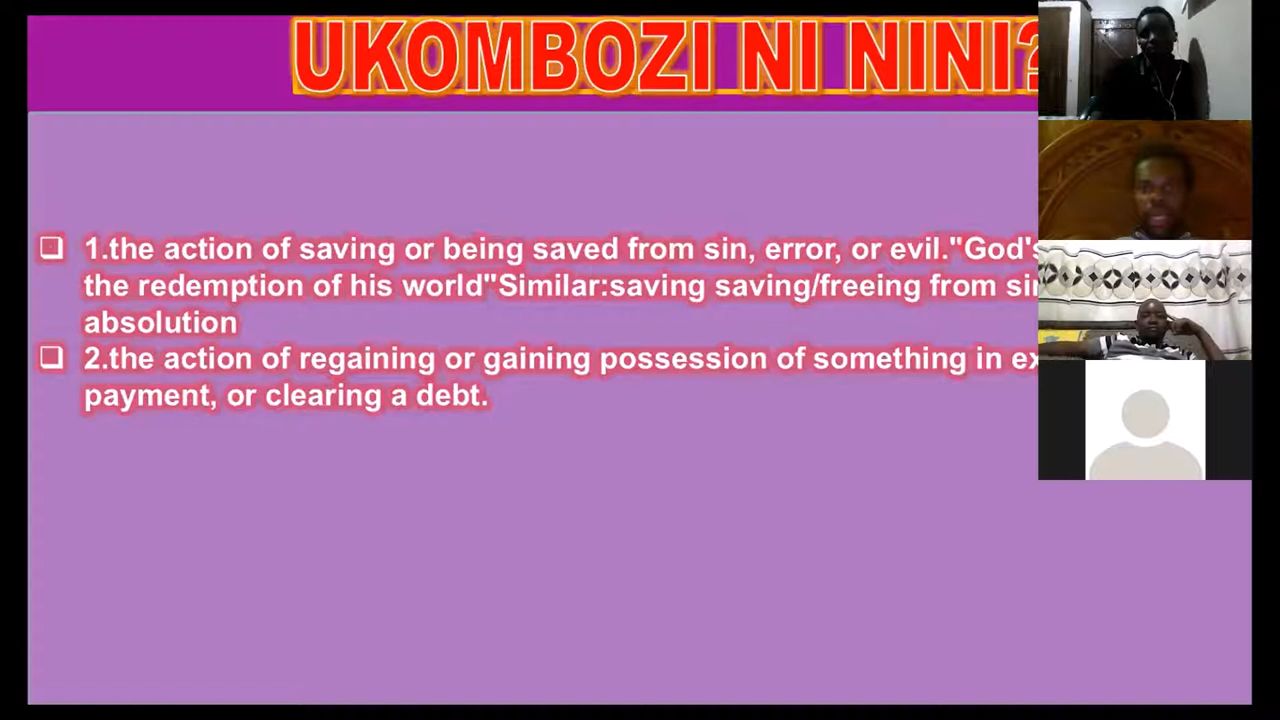 UKOMBOZI NI NINI?
1.the action of saving or being saved from sin, error, or evil."God's
the redemption of his world"Similar:saving saving/freeing from
absolution
2.the action of regaining or gaining possession of something in
payment, or clearing a debt.